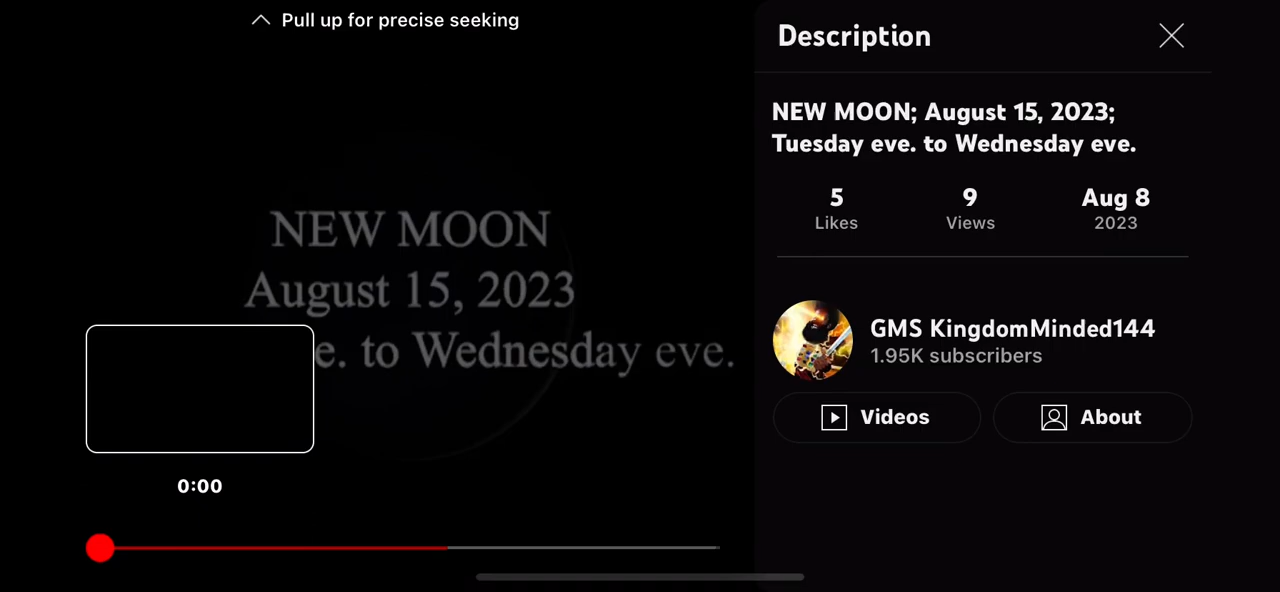 Pull up for precise seeking
Description
NEW MOON; August 15, 2023;
Tuesday eve. to Wednesday eve.
5
Likes
9
Views
Aug 8
2023
NEW MOON
August 15, 2023
e. to Wednesday eve.
GMS KingdomMinded144
1.95K subscribers
Videos
About
0:00